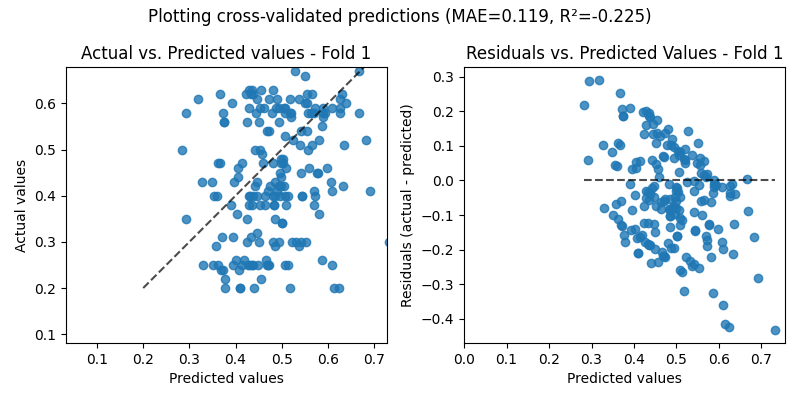 Plotting cross-validated predictions (MAE=0.119, R²=-0.225)
Actual vs. Predicted values - Fold 1
Actual values
0.6
0.5
0.4
0.3
0.2
0.1
0.1 0.2 0.3 0.4 0.5 0.6 0.7
Predicted values
Residuals vs. Predicted Values - Fold 1
Residuals (actual - predicted)
0.3
0.2
0.1
0.0
−0.1
−0.2
−0.3
−0.4
0.0 0.1 0.2 0.3 0.4 0.5 0.6 0.7
Predicted values